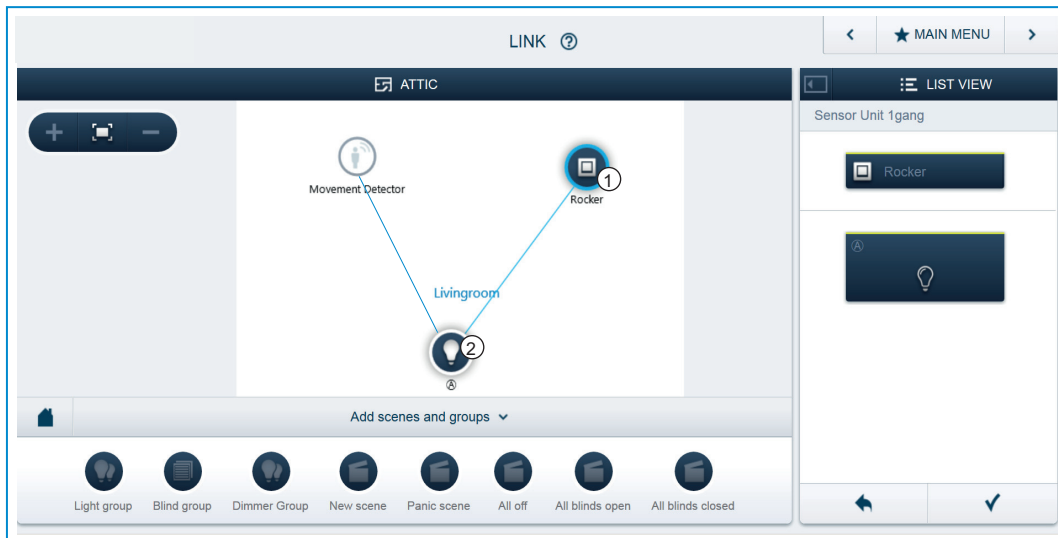 LINK ?
★ MAIN MENU
ATTIC
LIST VIEW
Sensor Unit 1gang
Movement Detector
1
Rocker
Rocker
Livingroom
2
Ⓐ
Ⓐ
Add scenes and groups
Light group
Blind group
Dimmer Group
New scene
Panic scene
All off
All blinds open
All blinds closed